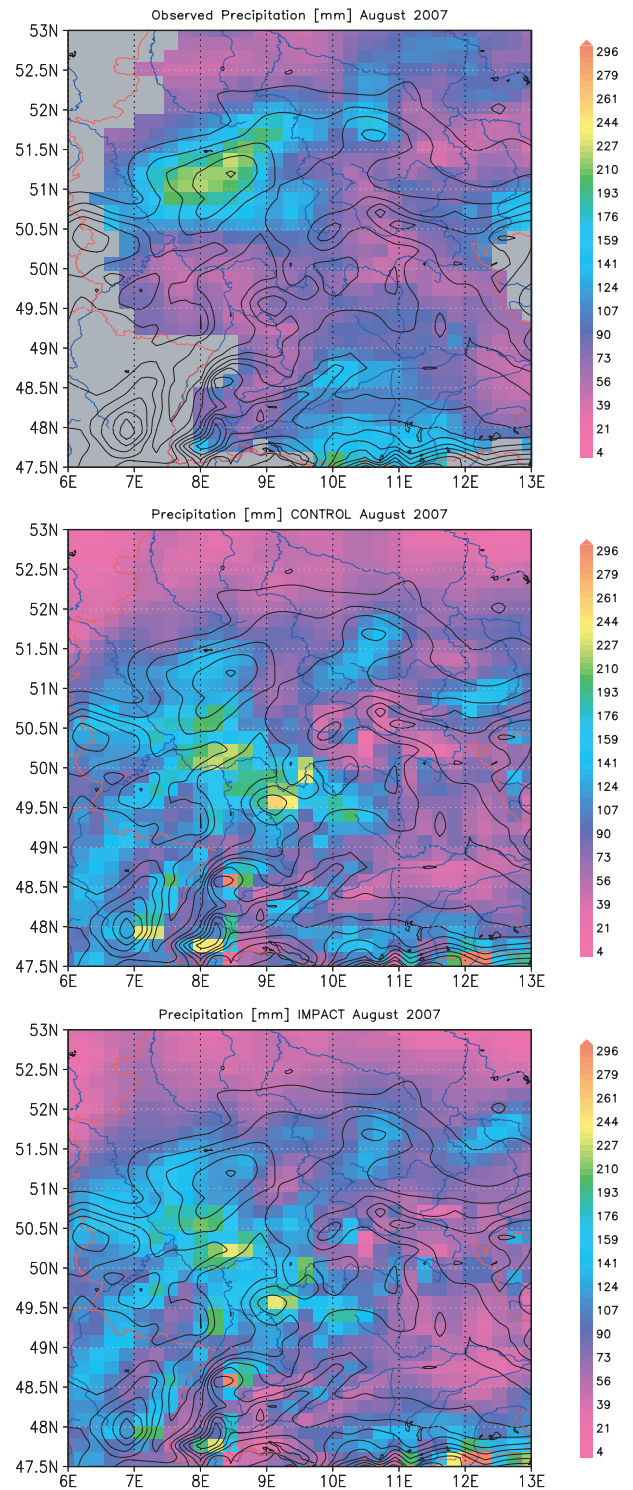 Observed Precipitation [mm] August 2007
53N
52.5N
52N
51.5N
51N
50.5N
50N
49.5N
49N
48.5N
48N
47.5N
6E 7E 8E 9E 10E 11E 12E 13E
296
279
261
244
227
210
193
176
159
141
124
107
90
73
56
39
21
4
Precipitation [mm] CONTROL August 2007
53N
52.5N
52N
51.5N
51N
50.5N
50N
49.5N
49N
48.5N
48N
47.5N
6E 7E 8E 9E 10E 11E 12E 13E
296
279
261
244
227
210
193
176
159
141
124
107
90
73
56
39
21
4
Precipitation [mm] IMPACT August 2007
53N
52.5N
52N
51.5N
51N
50.5N
50N
49.5N
49N
48.5N
48N
47.5N
6E 7E 8E 9E 10E 11E 12E 13E
296
279
261
244
227
210
193
176
159
141
124
107
90
73
56
39
21
4